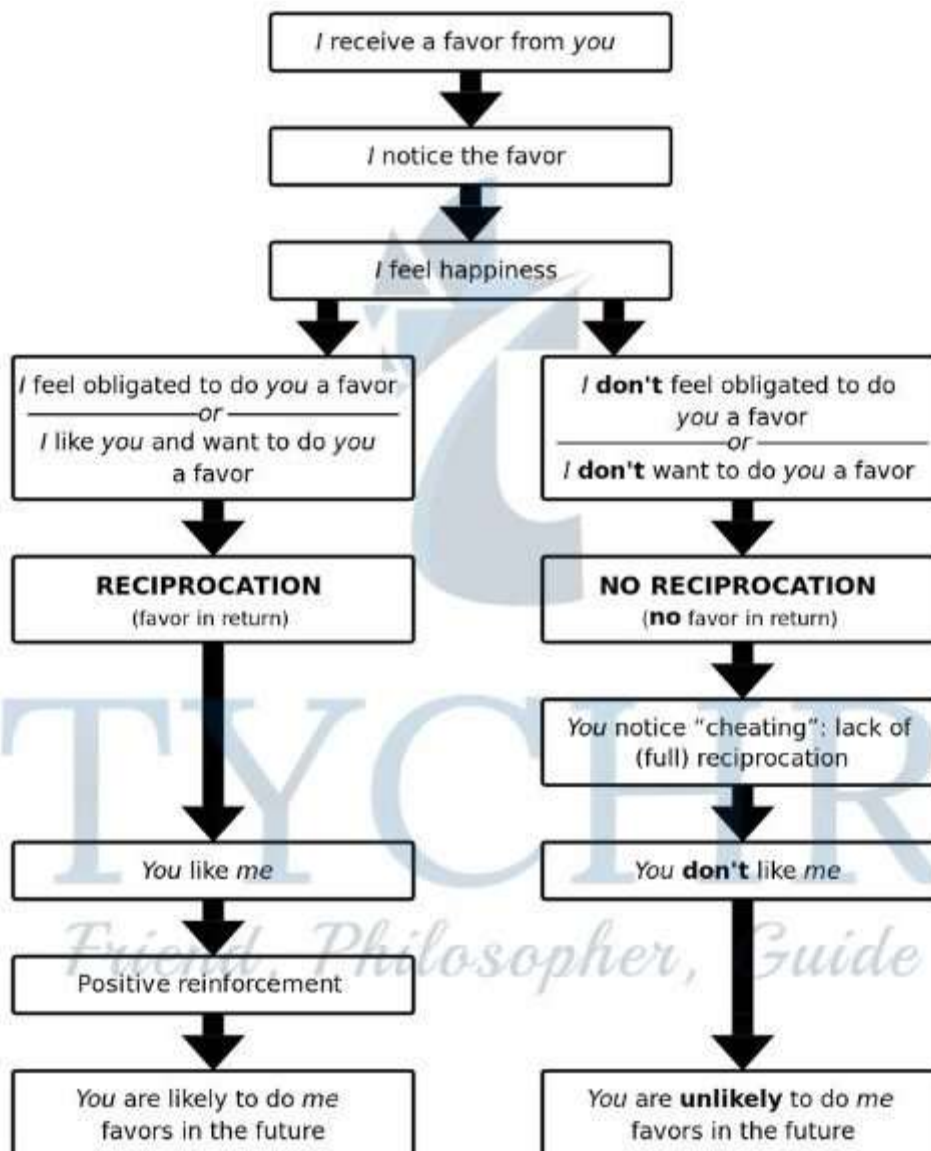 I receive a favor from you
I notice the favor
I feel happiness
I feel obligated to do you a favor
or
I like you and want to do you
a favor
RECIPROCATION
(favor in return)
You like me
Positive reinforcement
You are likely to do me
favors in the future
I don't feel obligated to do
you a favor
or
I don't want to do you a favor
NO RECIPROCATION
(no favor in return)
You notice “cheating”: lack of
(full) reciprocation
You don't like me
You are unlikely to do me
favors in the future
TYCHR
Friend, Philosopher, Guide